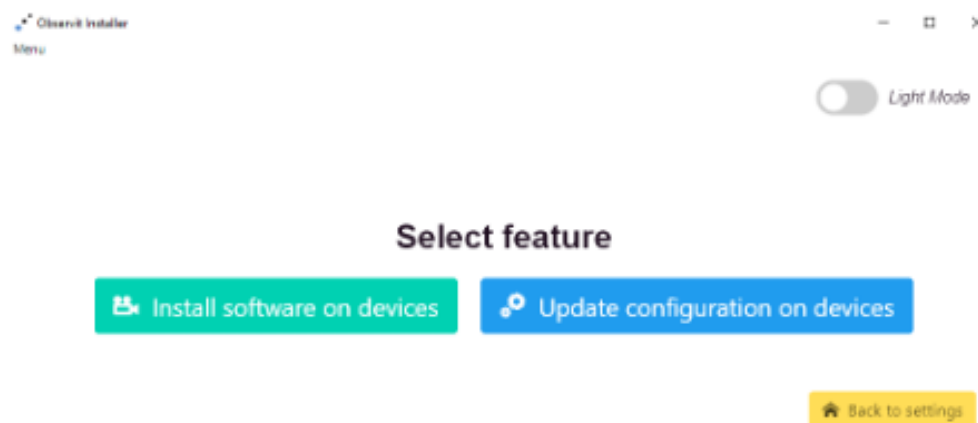 Observit Installer
Menu
Light Mode
Select feature
Install software on devices
Update configuration on devices
Back to settings